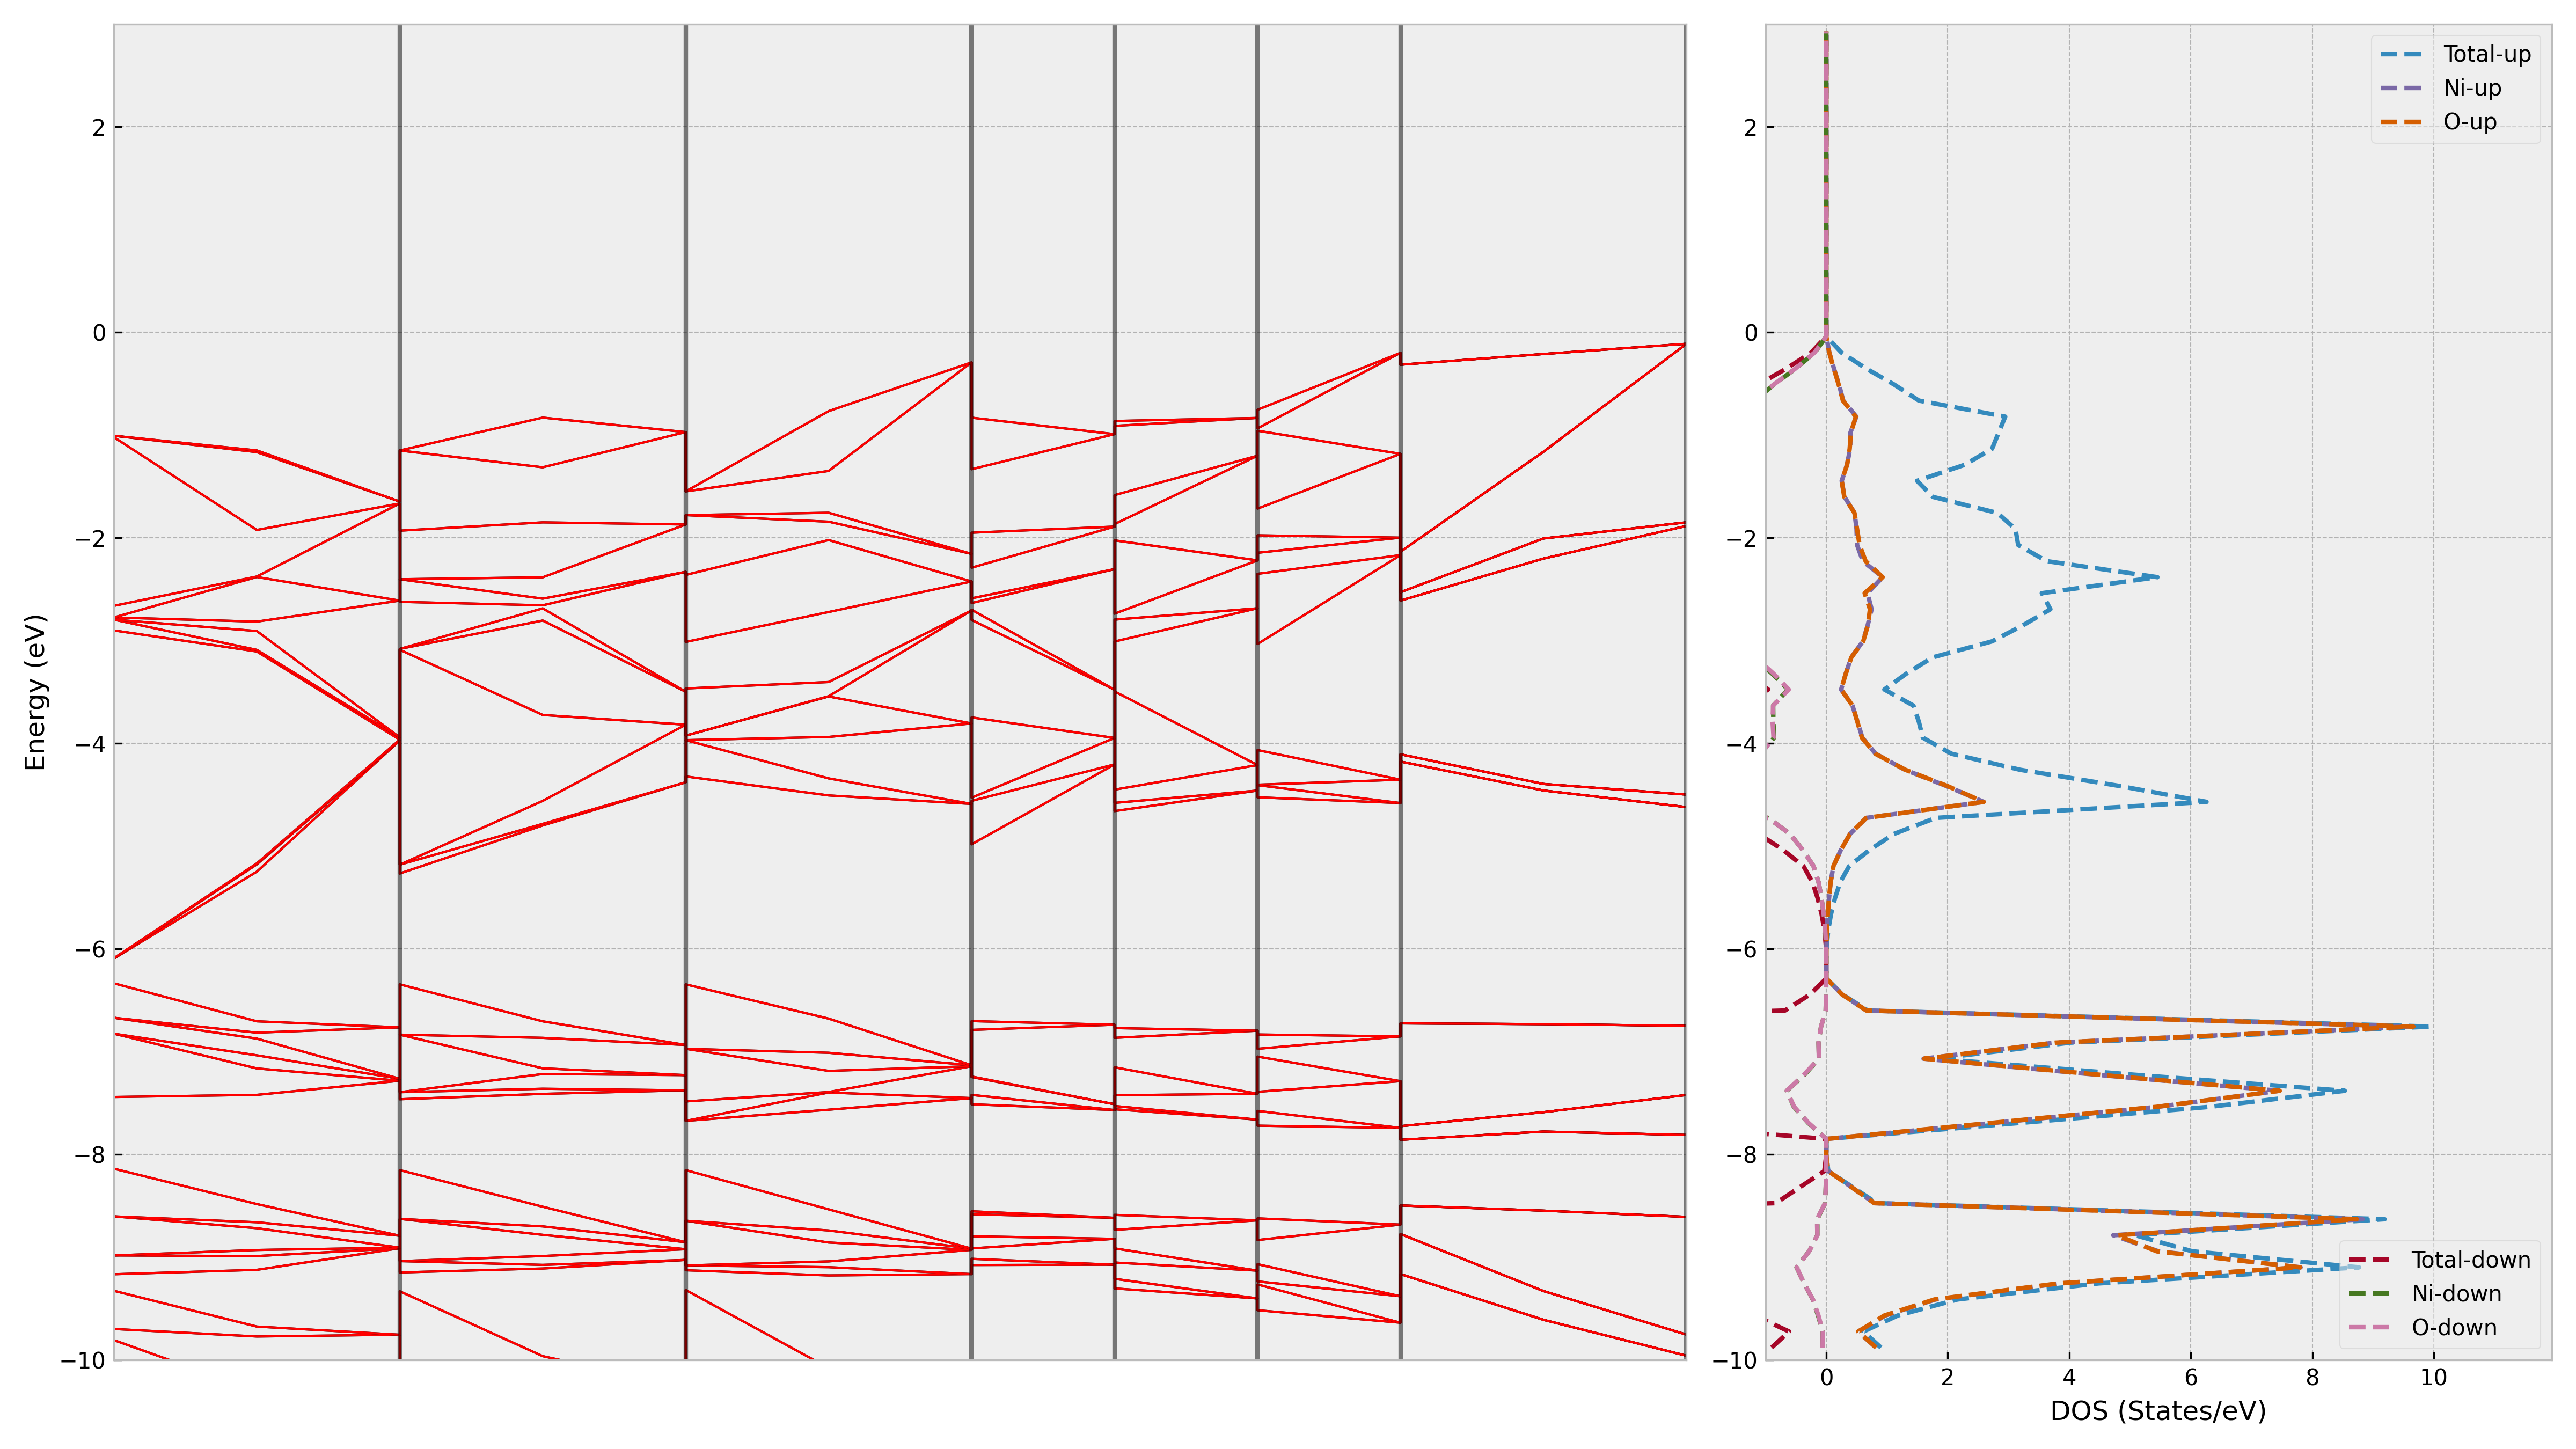 Energy (eV)
2
0
−2
−4
−6
−8
−10
2
0
−2
−4
−6
−8
−10
Total-up
Ni-up
O-up
Total-down
Ni-down
O-down
0 2 4 6 8 10
DOS (States/eV)